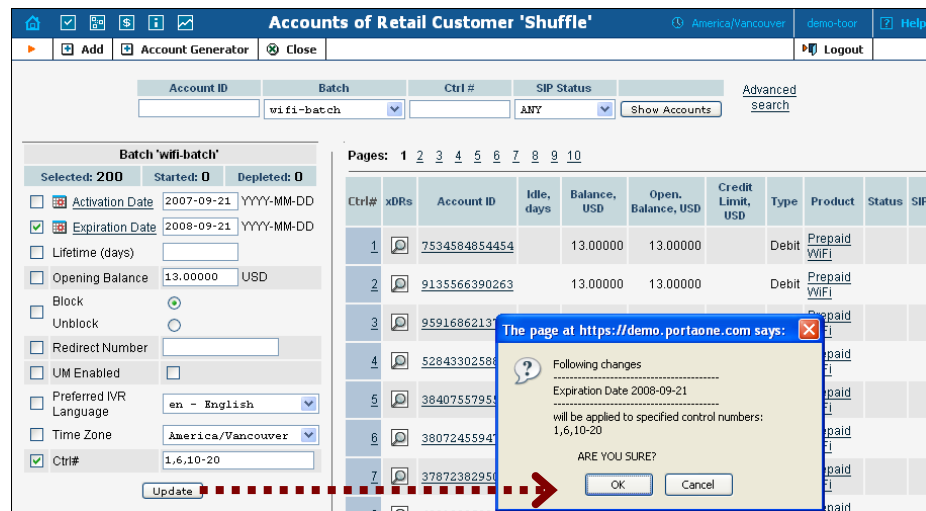 Accounts of Retail Customer 'Shuffle'
America/Vancouver
demo-toor
Help
Add
Account Generator
Close
Logout
Account ID
Batch
Ctrl #
SIP Status
wifi-batch
ANY
Show Accounts
Advanced
search
Batch 'wifi-batch'
Selected: 200 Started: 0 Depleted: 0
Activation Date 2007-09-21 YYYY-MM-DD
Expiration Date 2008-09-21 YYYY-MM-DD
Lifetime (days)
Opening Balance 13.00000 USD
Block
Unblock
Redirect Number
UM Enabled
Preferred IVR
Language
en - English
Time Zone America/Vancouver
Ctrl# 1,6,10-20
Update
Pages: 1 2 3 4 5 6 7 8 9 10
Ctrl# xDRs Account ID Idle, days Balance, USD Open. Balance, USD Credit Limit, USD Type Product Status SIP
1 7534584854454 13.00000 13.00000 Debit Prepaid WiFi
2 9135566390263 13.00000 13.00000 Debit Prepaid WiFi
3
4
5
6
7
The page at https://demo.portaone.com says:
Following changes
----------------------------------------
Expiration Date 2008-09-21
----------------------------------------
will be applied to specified control numbers:
1,6,10-20
ARE YOU SURE?
OK
Cancel